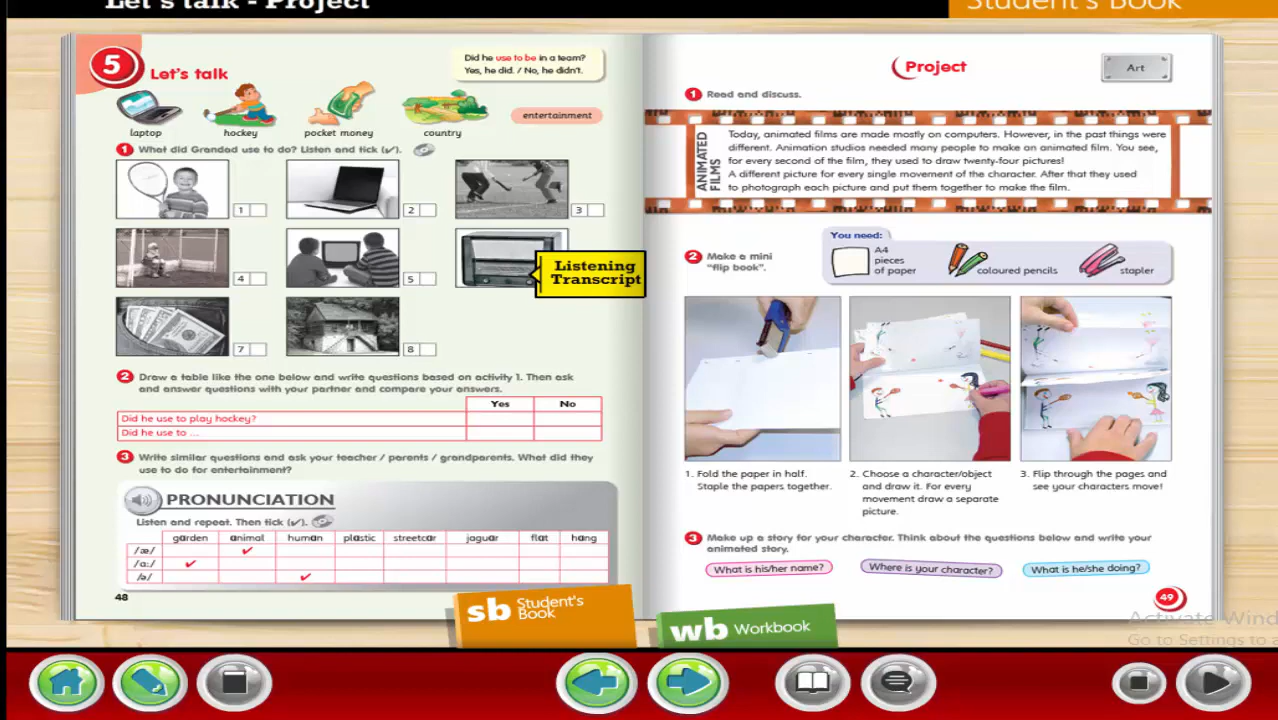 Let's talk - Project
Student's Book
5
Let's talk
Did he use to be in a team?
Yes, he did. / No, he didn't.
laptop
hockey
pocket money
country
entertainment
1 What did Grandad use to do? Listen and tick (✓).
1
2
3
4
5
Listening
Transcript
7
8
2 Draw a table like the one below and write questions based on activity 1. Then ask
and answer questions with your partner and compare your answers.
Yes No
Did he use to play hockey?
Did he use to ...
3 Write similar questions and ask your teacher / parents / grandparents. What did they
use to do for entertainment?
PRONUNCIATION
Listen and repeat. Then tick (✓).
garden animal human plastic streetcar jaguar flat hang
/æ/ ✓
/ɑ:/ ✓
/ə/ ✓
48
Project
Art
1 Read and discuss.
ANIMATED
FILMS
Today, animated films are made mostly on computers. However, in the past things were
different. Animation studios needed many people to make an animated film. You see,
for every second of the film, they used to draw twenty-four pictures!
A different picture for every single movement of the character. After that they used
to photograph each picture and put them together to make the film.
2 Make a mini
"flip book".
You need:
A4
pieces
of paper
coloured pencils
stapler
1. Fold the paper in half.
Staple the papers together.
2. Choose a character/object
and draw it. For every
movement draw a separate
picture.
3. Flip through the pages and
see your characters move!
3 Make up a story for your character. Think about the questions below and write your
animated story.
What is his/her name?
Where is your character?
What is he/she doing?
49
sb Student's
Book
wb Workbook
Activate Wind
Go to Settings to a